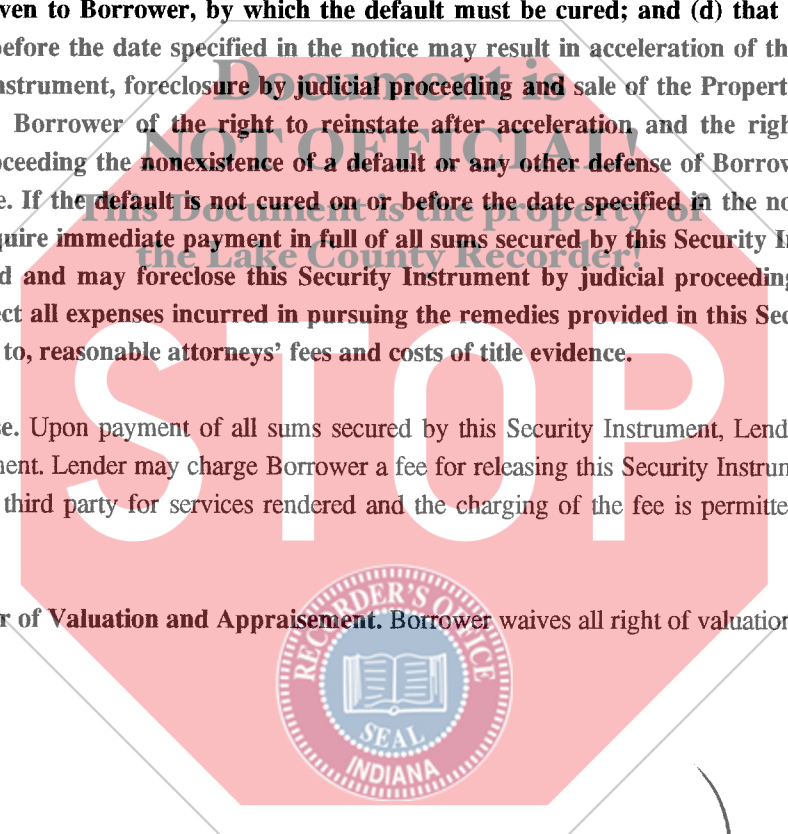 ven to Borrower, by which the default must be cured; and (d) that
before the date specified in the notice may result in acceleration of th
nstrument, foreclosure by judicial proceeding and sale of the Propert
Borrower of the right to reinstate after acceleration and the righ
oceeding the nonexistence of a default or any other defense of Borrow
e. If the default is not cured on or before the date specified in the no
quire immediate payment in full of all sums secured by this Security I
d and may foreclose this Security Instrument by judicial proceeding
ct all expenses incurred in pursuing the remedies provided in this Sec
to, reasonable attorneys’ fees and costs of title evidence.
se. Upon payment of all sums secured by this Security Instrument, Lend
nent. Lender may charge Borrower a fee for releasing this Security Instrun
third party for services rendered and the charging of the fee is permitte
r of Valuation and Appraisement. Borrower waives all right of valuation
Document is
NOT OFFICIAL!
This Document is the property of
the Lake County Recorder!
STOP
RECORDER'S OFFICE
SEAL
INDIANA